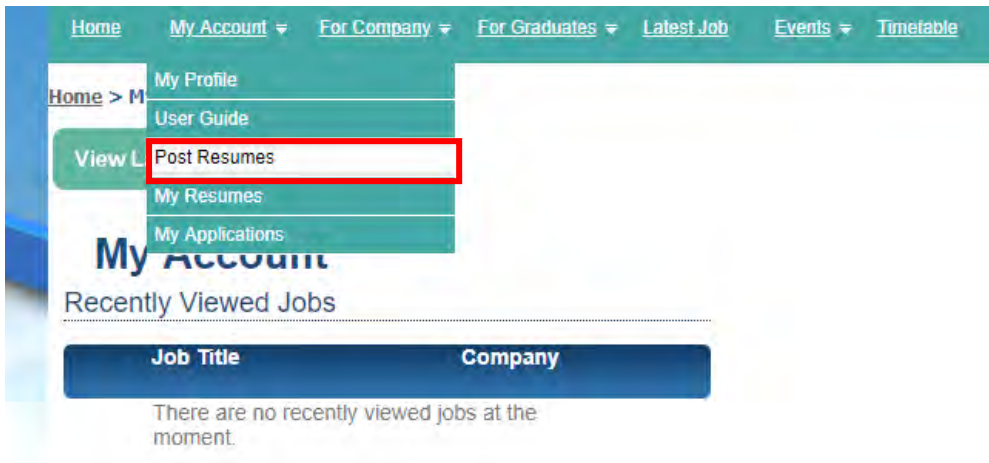 Home My Account For Company For Graduates Latest Job Events Timetable
My Profile
Home > M
User Guide
View L
Post Resumes
My Resumes
My Applications
My Account
Recently Viewed Jobs
Job Title Company
There are no recently viewed jobs at the
moment.